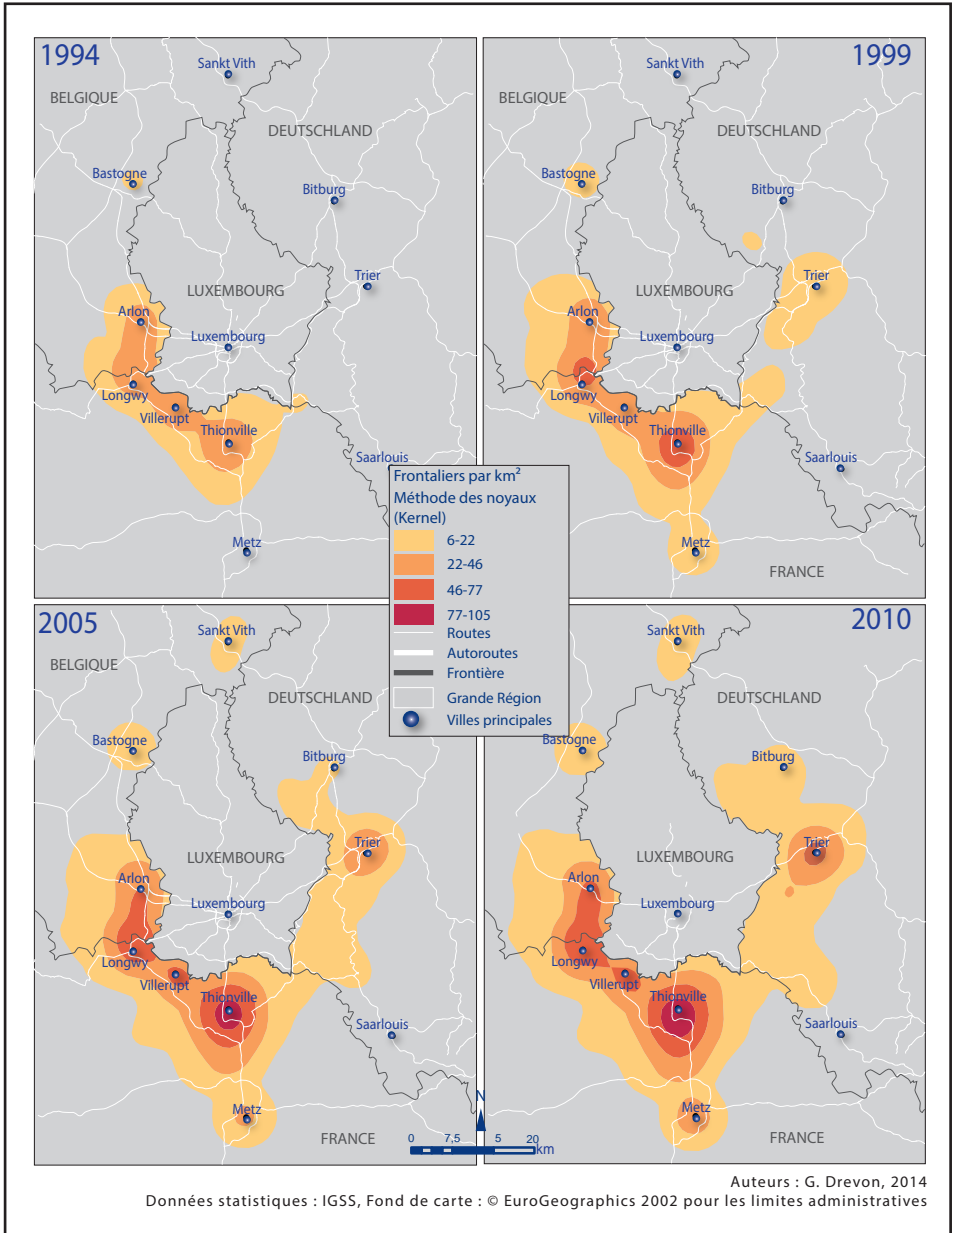 1994
Sankt Vith
BELGIQUE
DEUTSCHLAND
Bastogne
Bitburg
Trier
LUXEMBOURG
Arlon
Luxembourg
Longwy
Villerupt
Thionville
Saarlouis
Metz
1999
Sankt Vith
BELGIQUE
DEUTSCHLAND
Bastogne
Bitburg
Trier
LUXEMBOURG
Arlon
Luxembourg
Longwy
Villerupt
Thionville
Saarlouis
Metz
FRANCE
Frontaliers par km²
Méthode des noyaux
(Kernel)
6-22
22-46
46-77
77-105
Routes
Autoroutes
Frontière
Grande Région
Villes principales
2005
Sankt Vith
BELGIQUE
DEUTSCHLAND
Bastogne
Bitburg
Trier
LUXEMBOURG
Arlon
Luxembourg
Longwy
Villerupt
Thionville
Saarlouis
Metz
FRANCE
2010
Sankt Vith
DEUTSCHLAND
Bastogne
Bitburg
Trier
LUXEMBOURG
Arlon
Luxembourg
Longwy
Villerupt
Thionville
Saarlouis
Metz
FRANCE
N
0 7,5 5 20
km
Auteurs : G. Drevon, 2014
Données statistiques : IGSS, Fond de carte : © EuroGeographics 2002 pour les limites administratives